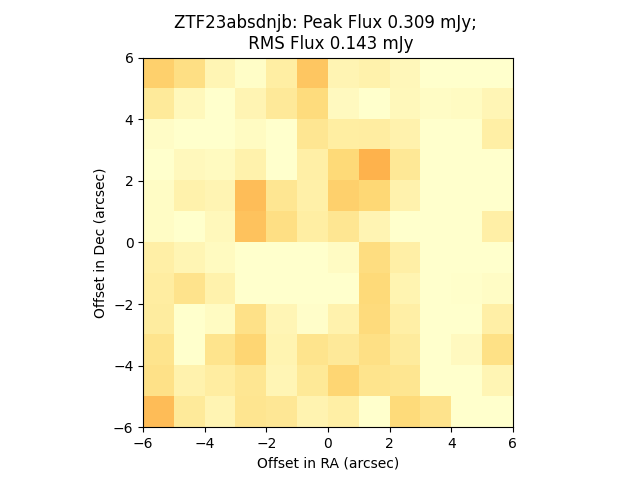 ZTF23absdnjb: Peak Flux 0.309 mJy;
RMS Flux 0.143 mJy
6
4
2
0
−2
−4
−6
Offset in Dec (arcsec)
−6 −4 −2 0 2 4 6
Offset in RA (arcsec)